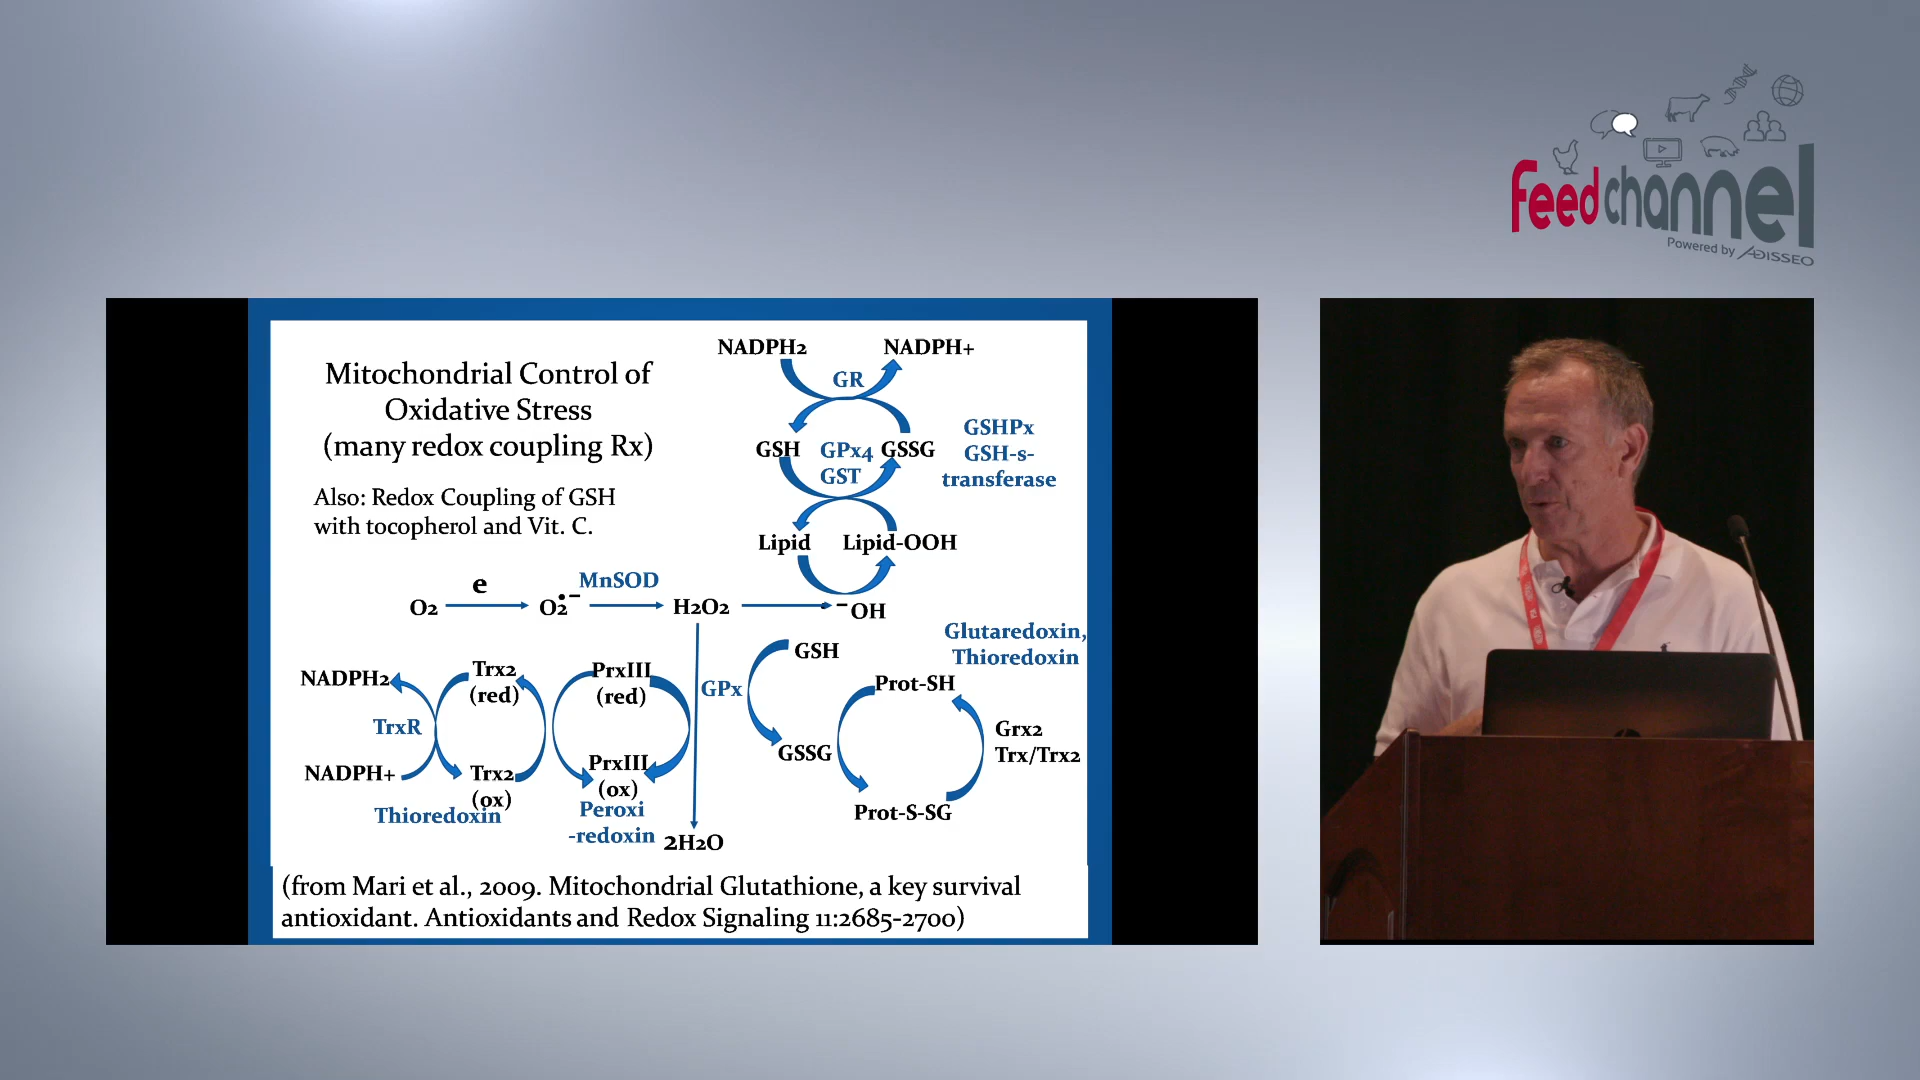 feedchannel
Powered by ADISSEO
Mitochondrial Control of
Oxidative Stress
(many redox coupling Rx)
Also: Redox Coupling of GSH
with tocopherol and Vit. C.
NADPH2
NADPH+
GR
GSH
GPx4
GST
GSSG
GSHPx
GSH-s-
transferase
Lipid
Lipid-OOH
O2
e
O2•–
MnSOD
H2O2
–OH
NADPH2
TrxR
NADPH+
Trx2
(red)
Trx2
(ox)
Thioredoxin
PrxIII
(red)
PrxIII
(ox)
Peroxi
-redoxin
GPx
2H2O
GSH
GSSG
Glutaredoxin,
Thioredoxin
Prot-SH
Prot-S-SG
Grx2
Trx/Trx2
(from Mari et al., 2009. Mitochondrial Glutathione, a key survival
antioxidant. Antioxidants and Redox Signaling 11:2685-2700)